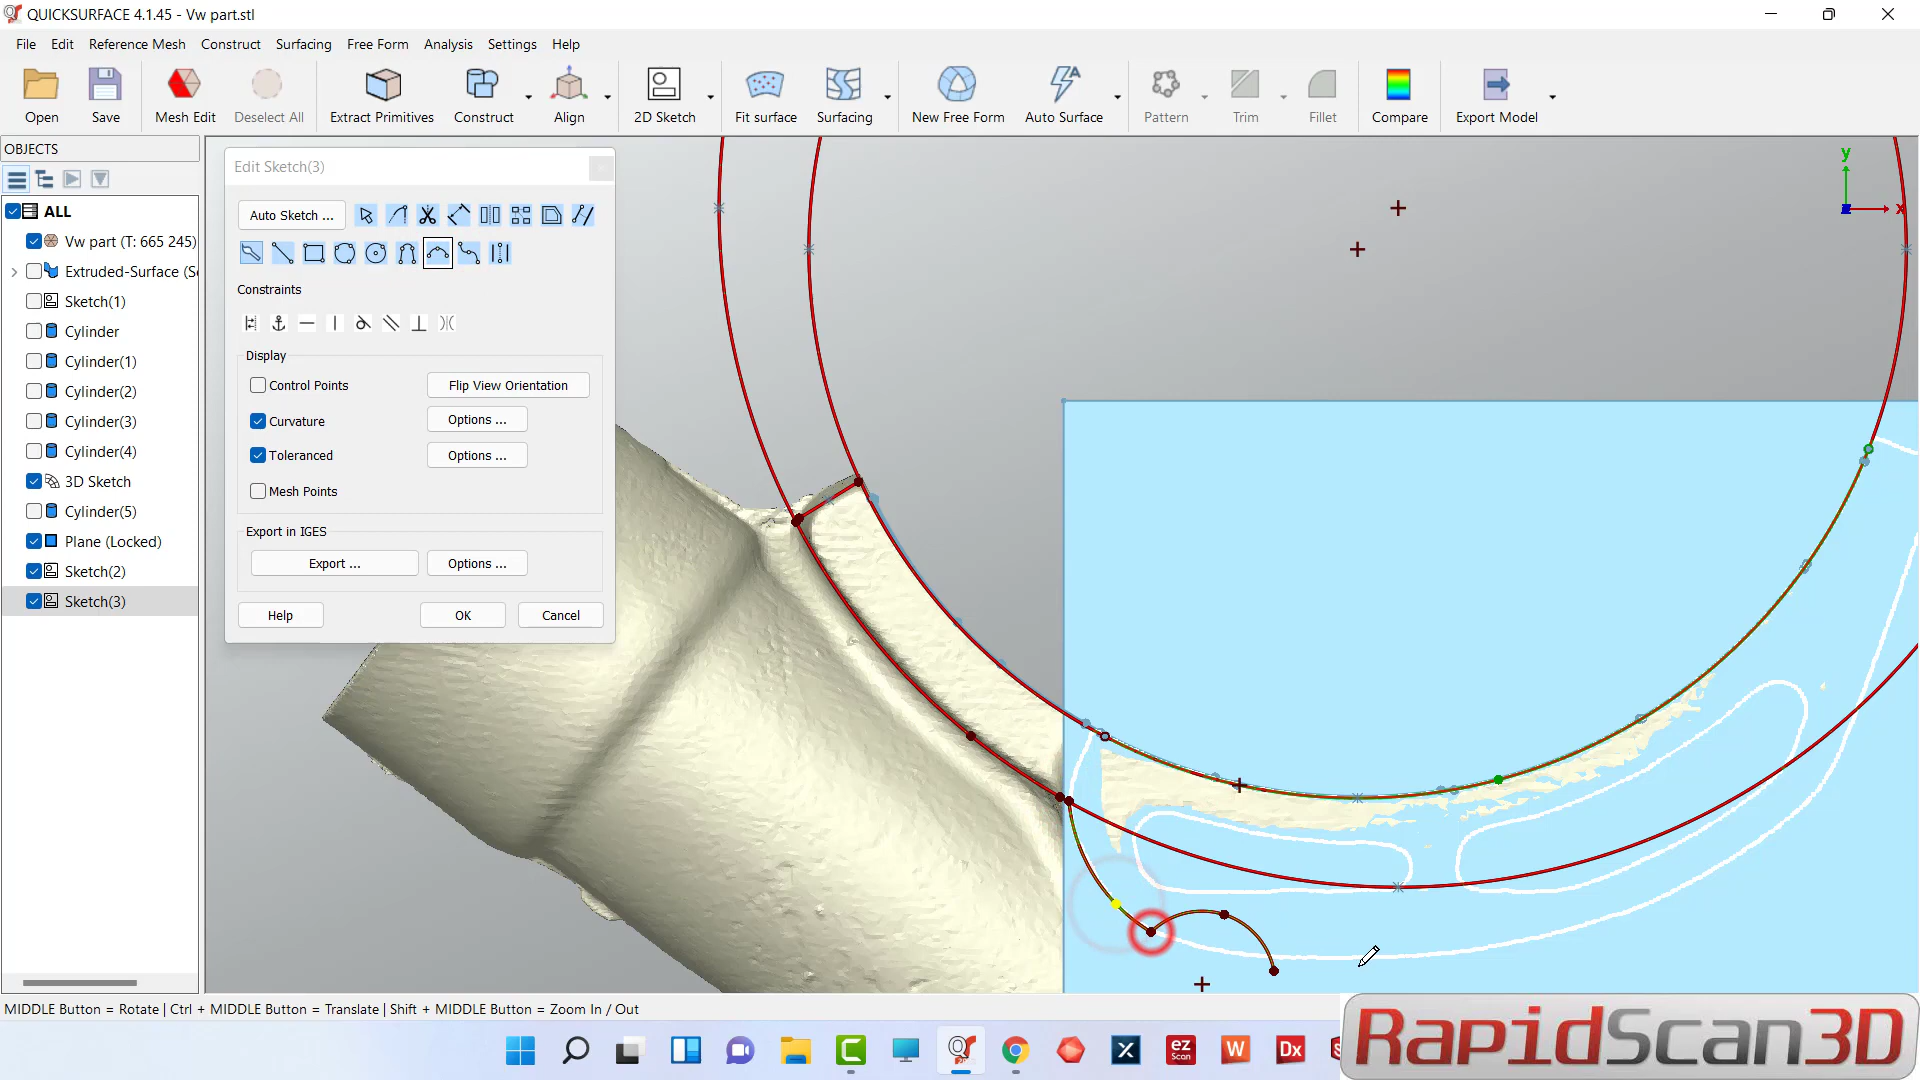 QUICKSURFACE 4.1.45 - Vw part.stl
File Edit Reference Mesh Construct Surfacing Free Form Analysis Settings Help
Open Save Mesh Edit Deselect All Extract Primitives Construct Align 2D Sketch Fit surface Surfacing New Free Form Auto Surface Pattern Trim Fillet Compare Export Model
OBJECTS
ALL
Vw part (T: 665 245)
Extruded-Surface (S
Sketch(1)
Cylinder
Cylinder(1)
Cylinder(2)
Cylinder(3)
Cylinder(4)
3D Sketch
Cylinder(5)
Plane (Locked)
Sketch(2)
Sketch(3)
Edit Sketch(3)
Auto Sketch ...
Constraints
Display
Control Points Flip View Orientation
Curvature Options ...
Toleranced Options ...
Mesh Points
Export in IGES
Export ... Options ...
Help OK Cancel
y
x
MIDDLE Button = Rotate | Ctrl + MIDDLE Button = Translate | Shift + MIDDLE Button = Zoom In / Out
ez
Scan
W
Dx
RapidScan3D